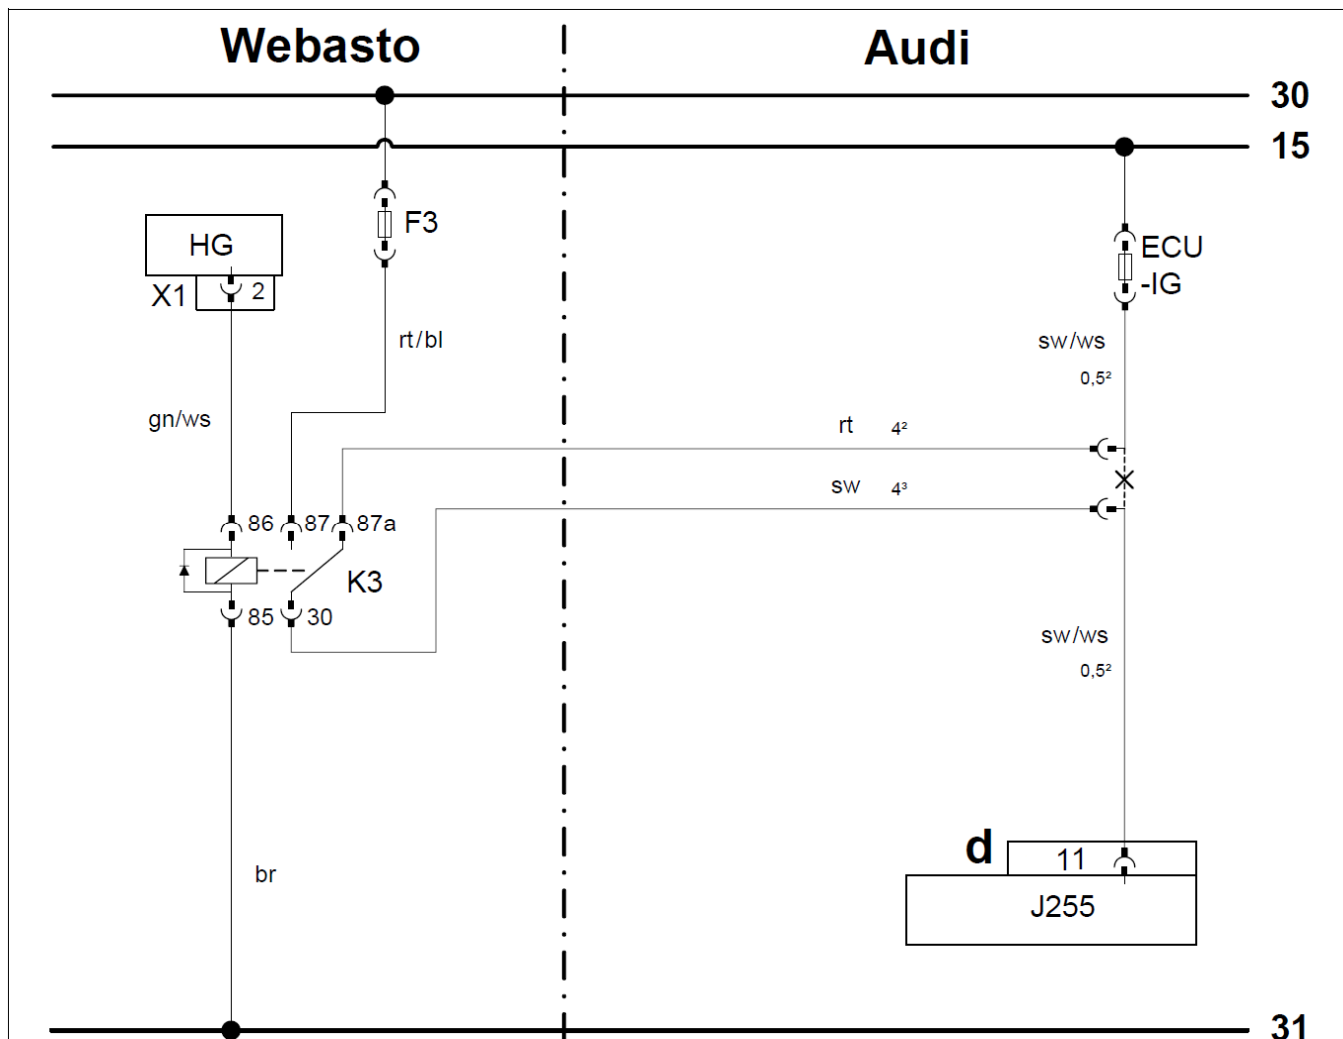 Webasto
Audi
30
15
F3
HG
X1
2
ECU
-IG
rt/bl
sw/ws
0,5²
gn/ws
rt 4²
sw 4³
86
87
87a
K3
85
30
sw/ws
0,5²
br
d
11
J255
31